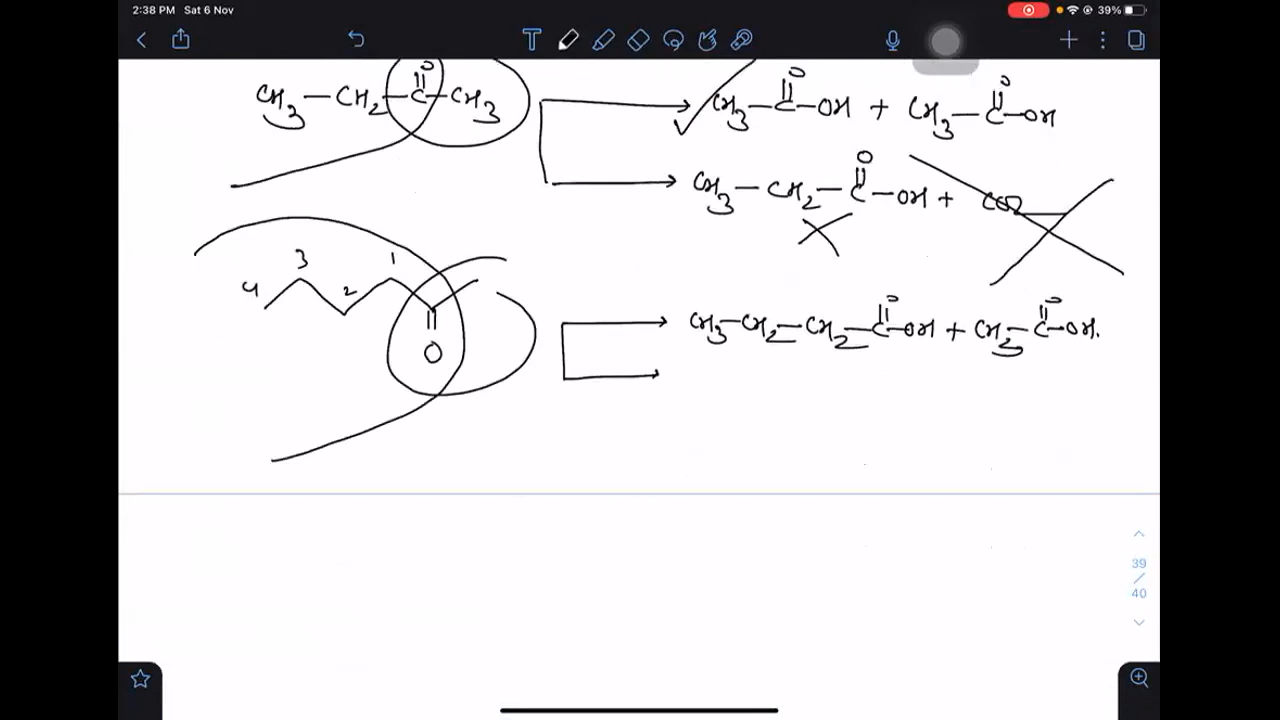 2:38 PM Sat 6 Nov
39%
T
CH3—CH2—C(=O)—CH3 → CH3—C(=O)—OH + CH3—C(=O)—OH
→ CH3—CH2—C(=O)—OH + CO2
4 3 2 1
O
CH3—CH2—CH2—C(=O)—OH + CH3—C(=O)—OH.
39
/
40